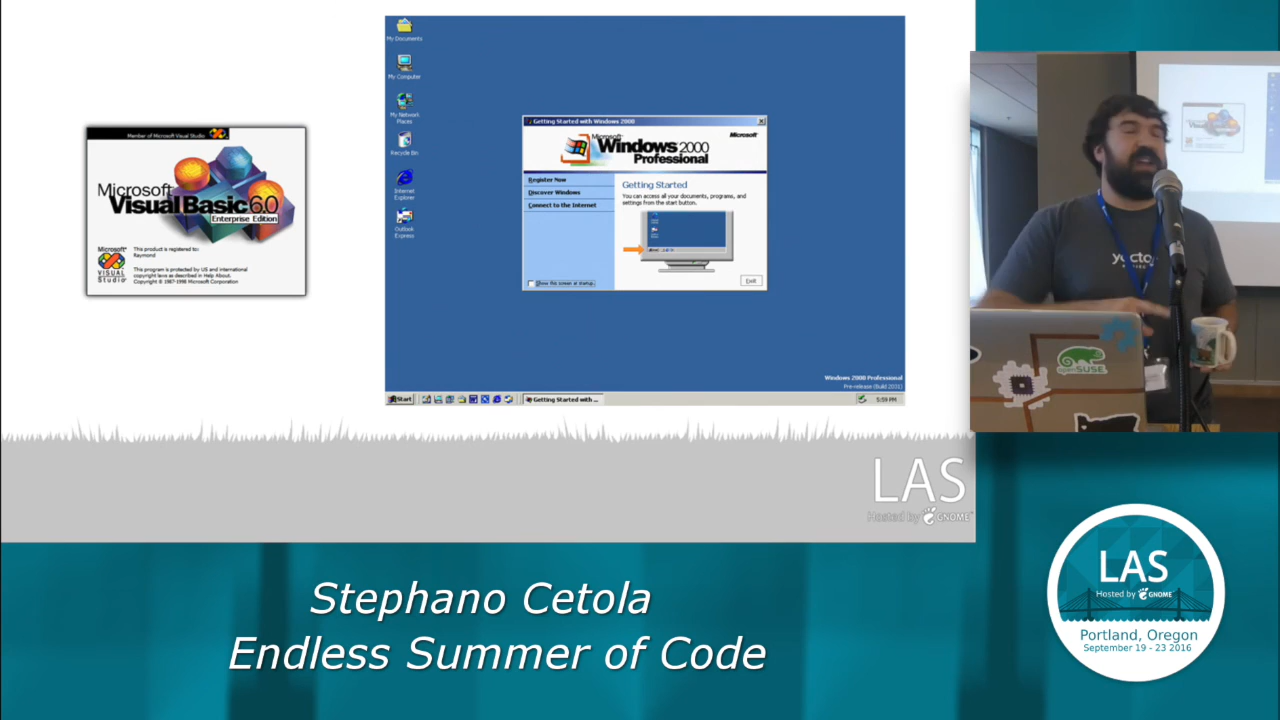 Member of Microsoft Visual Studio
Microsoft
Visual Basic 6.0
Enterprise Edition
Microsoft
VISUAL
Studio
This product is registered to:
Raymond
This program is protected by US and international
copyright laws as described in Help About.
Copyright © 1987-1998 Microsoft Corporation
My Documents
My Computer
My Network
Places
Recycle Bin
Internet
Explorer
Outlook
Express
Getting Started with Windows 2000
Microsoft
Microsoft
Windows 2000
Professional
Register Now
Discover Windows
Connect to the Internet
Getting Started
You can access all your documents, programs, and
settings from the start button.
Show this screen at startup.
Exit
Windows 2000 Professional
Pre-release (Build 2031)
Start
Getting Started with ...
5:59 PM
LAS
Hosted by GNOME
openSUSE
Stephano Cetola
Endless Summer of Code
LAS
Hosted by GNOME
Portland, Oregon
September 19 - 23 2016